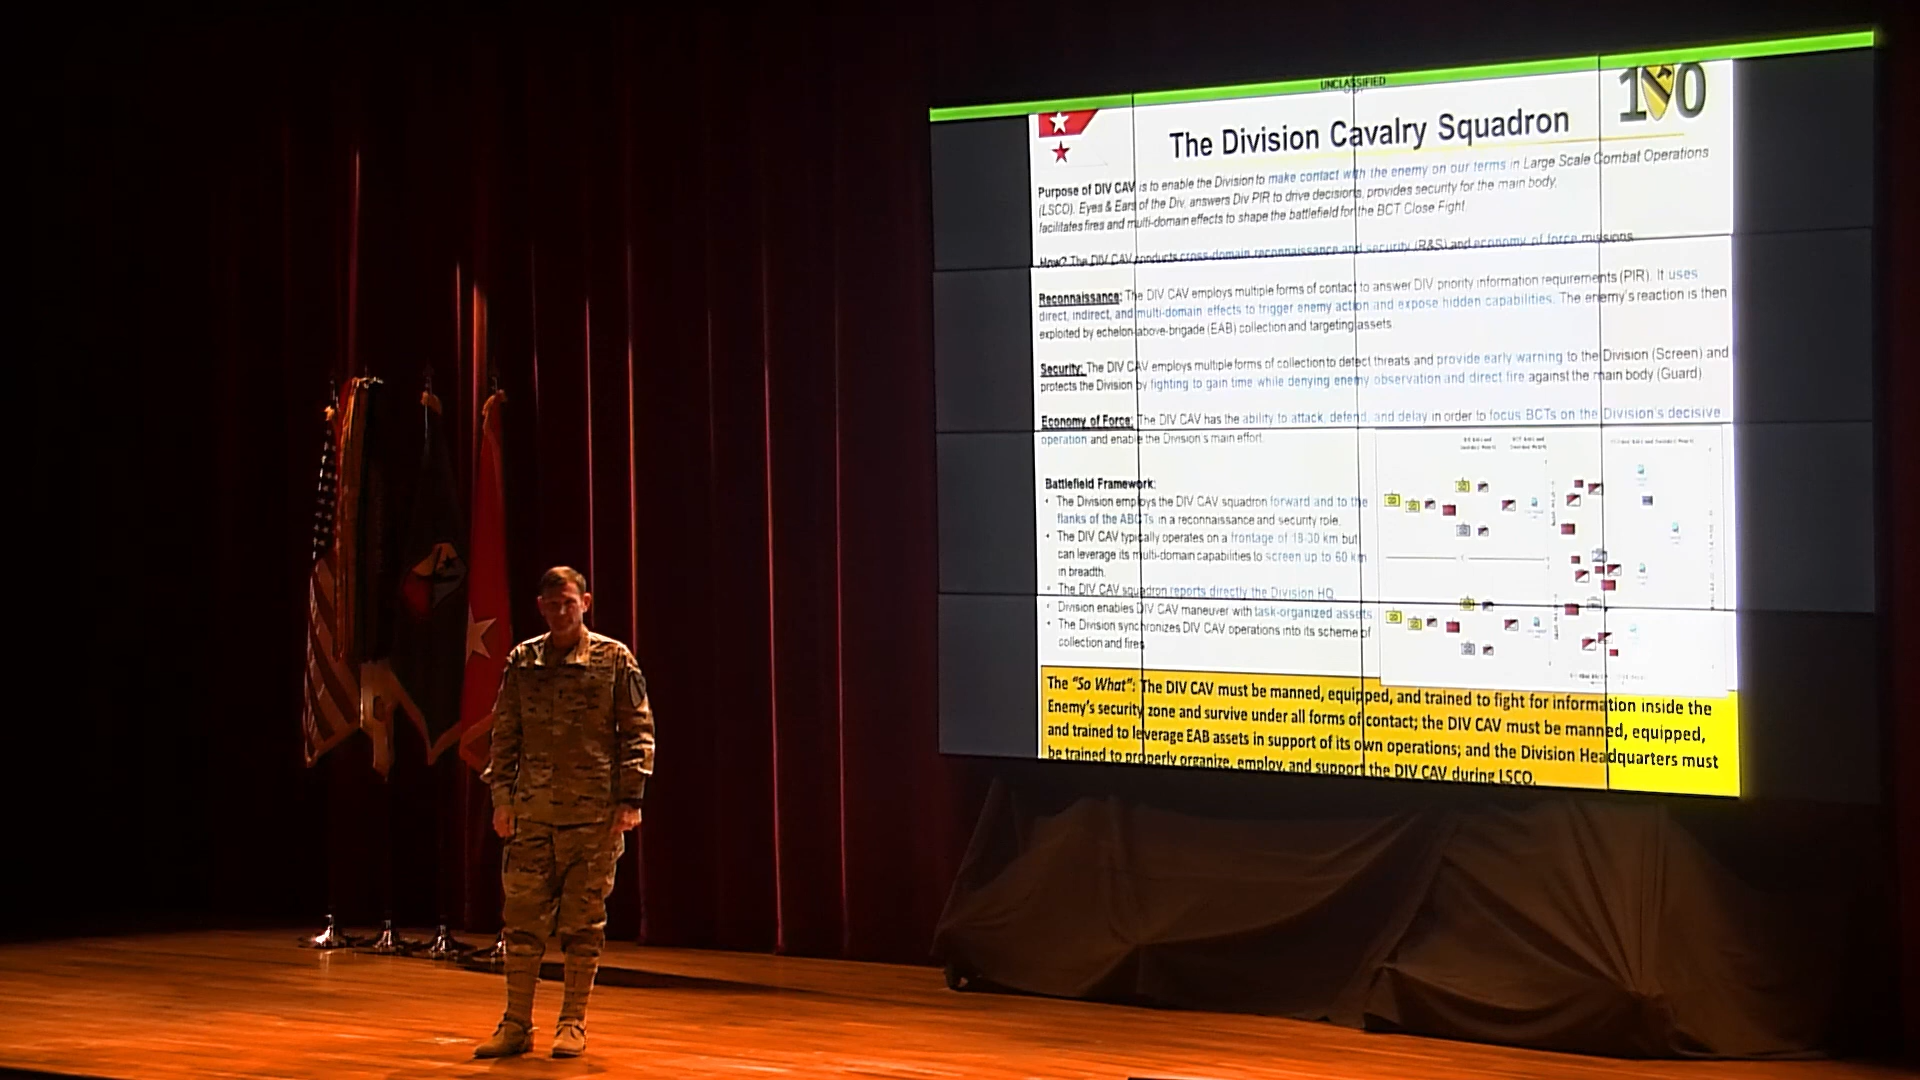 UNCLASSIFIED
100
The Division Cavalry Squadron
Purpose of DIV CAV is to enable the Division to make contact with the enemy on our terms in Large Scale Combat Operations
(LSCO). Eyes & Ears of the Div, answers Div PIR to drive decisions, provides security for the main body,
facilitates fires and multi-domain effects to shape the battlefield for the BCT Close Fight.
How? The DIV CAV conducts cross-domain reconnaissance and security (R&S) and economy of force missions
Reconnaissance: The DIV CAV employs multiple forms of contact to answer DIV priority information requirements (PIR). It uses
direct, indirect, and multi-domain effects to trigger enemy action and expose hidden capabilities. The enemy's reaction is then
exploited by echelon-above-brigade (EAB) collection and targeting assets.
Security: The DIV CAV employs multiple forms of collection to detect threats and provide early warning to the Division (Screen) and
protects the Division by fighting to gain time while denying enemy observation and direct fire against the main body (Guard)
Economy of Force: The DIV CAV has the ability to attack, defend, and delay in order to focus BCTs on the Division's decisive
operation and enable the Division's main effort.
Battlefield Framework:
• The Division employs the DIV CAV squadron forward and to the
flanks of the ABCTs in a reconnaissance and security role.
• The DIV CAV typically operates on a frontage of 18-30 km but
can leverage its multi-domain capabilities to screen up to 60 km
in breadth.
• The DIV CAV squadron reports directly the Division HQ
• Division enables DIV CAV maneuver with task-organized assets
• The Division synchronizes DIV CAV operations into its scheme of
collection and fires
The "So What": The DIV CAV must be manned, equipped, and trained to fight for information inside the
Enemy's security zone and survive under all forms of contact; the DIV CAV must be manned, equipped,
and trained to leverage EAB assets in support of its own operations; and the Division Headquarters must
be trained to properly organize, employ, and support the DIV CAV during LSCO.